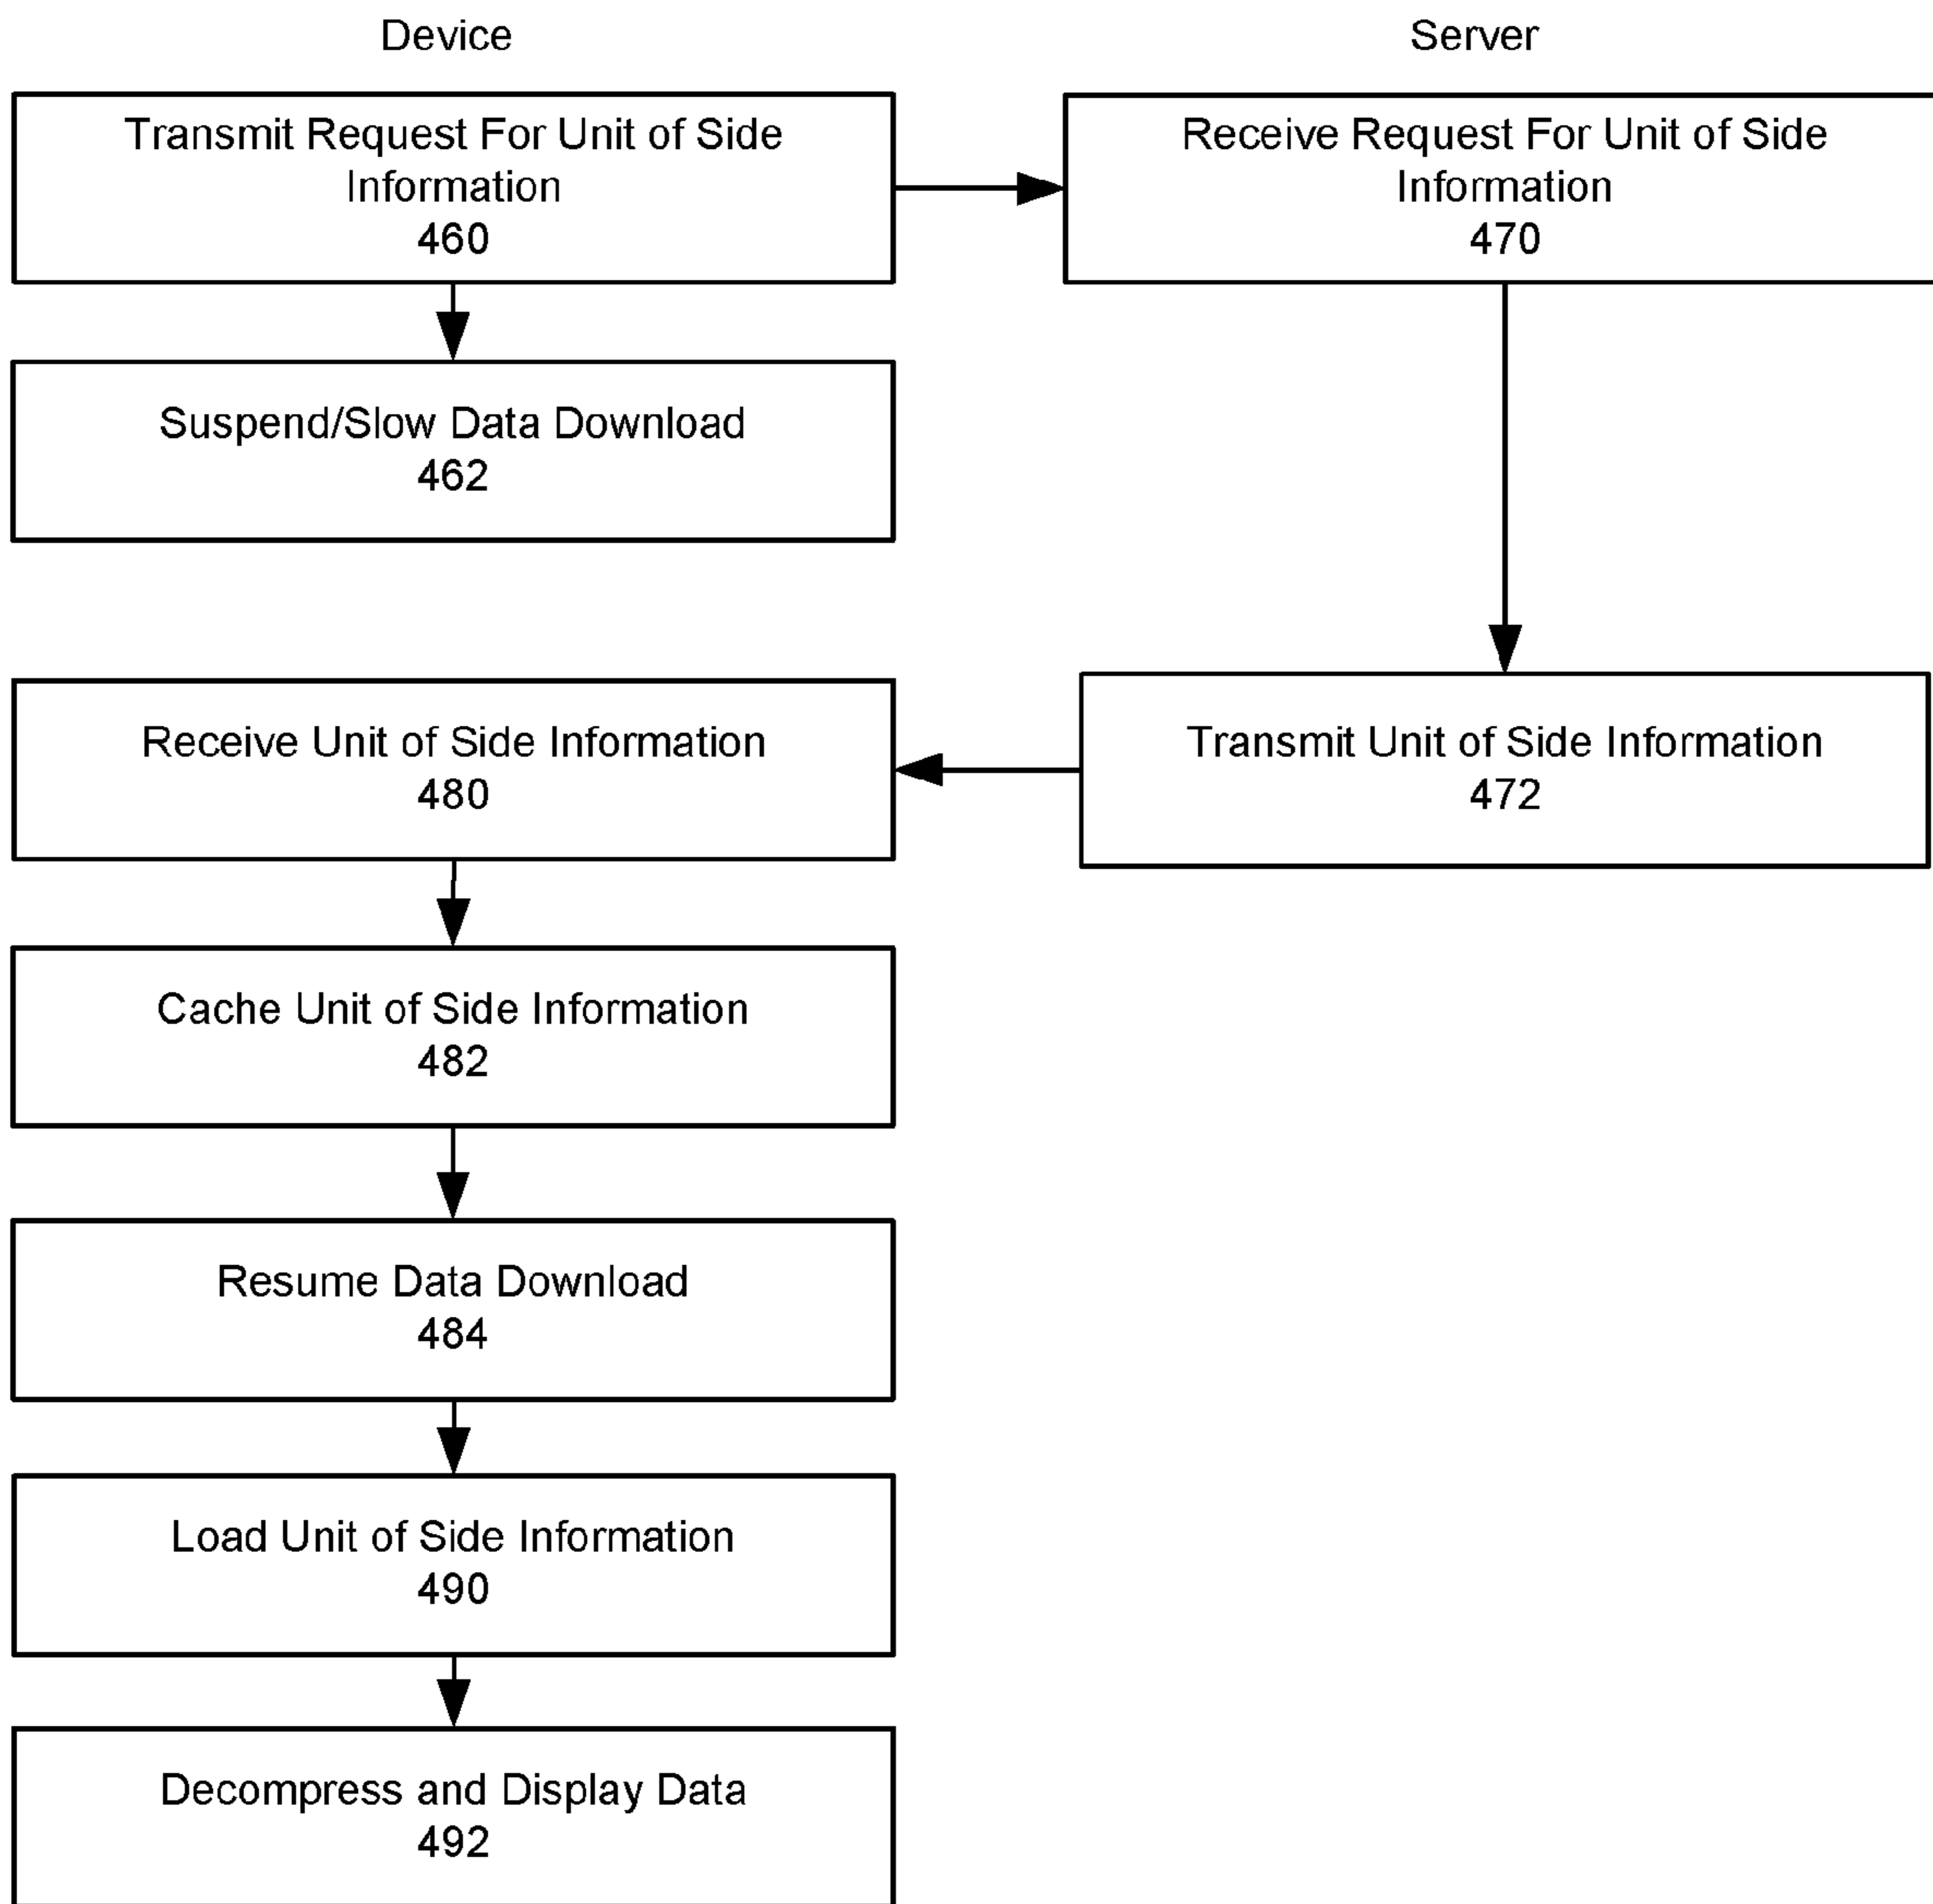 Device
Server
Transmit Request For Unit of Side
Information
460
Receive Request For Unit of Side
Information
470
Suspend/Slow Data Download
462
Receive Unit of Side Information
480
Transmit Unit of Side Information
472
Cache Unit of Side Information
482
Resume Data Download
484
Load Unit of Side Information
490
Decompress and Display Data
492